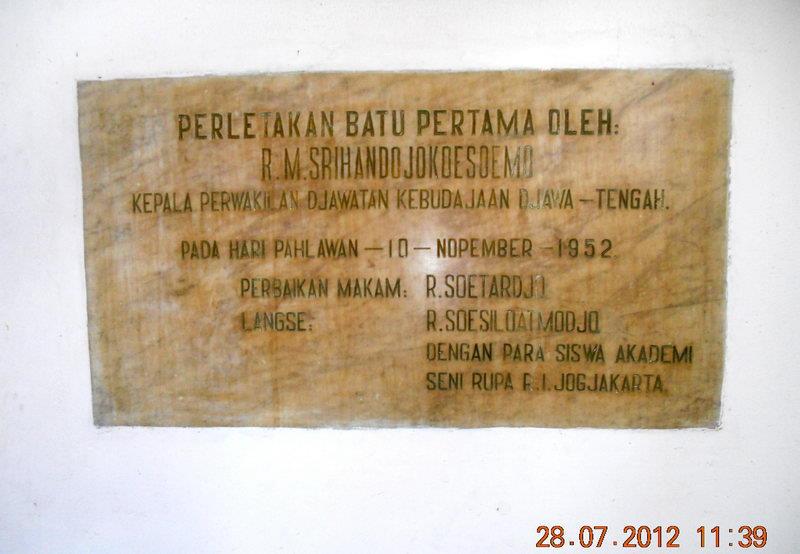 PERLETAKAN BATU PERTAMA OLEH:
R.M.SRIHANDOJOKOESOEMO
KEPALA PERWAKILAN DJAWATAN KEBUDAJAAN DJAWA-TENGAH.
PADA HARI PAHLAWAN-10-NOPEMBER-1952.
PERBAIKAN MAKAM: R.SOETARDJO
LANGSE: R.SOESILOATMODJO
DENGAN PARA SISWA AKADEMI
SENI RUPA R.I.JOGJAKARTA.
28.07.2012 11:39